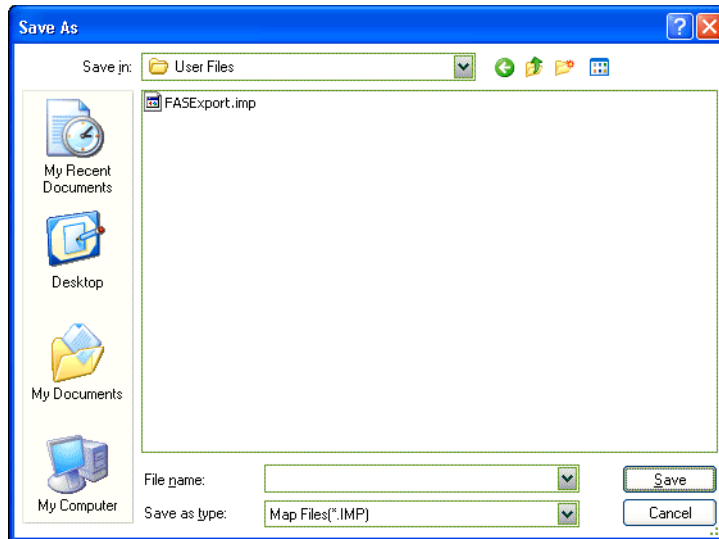 Save As
?
Save in: User Files
FASExport.imp
My Recent
Documents
Desktop
My Documents
My Computer
File name:
Save
Save as type: Map Files(*.IMP)
Cancel